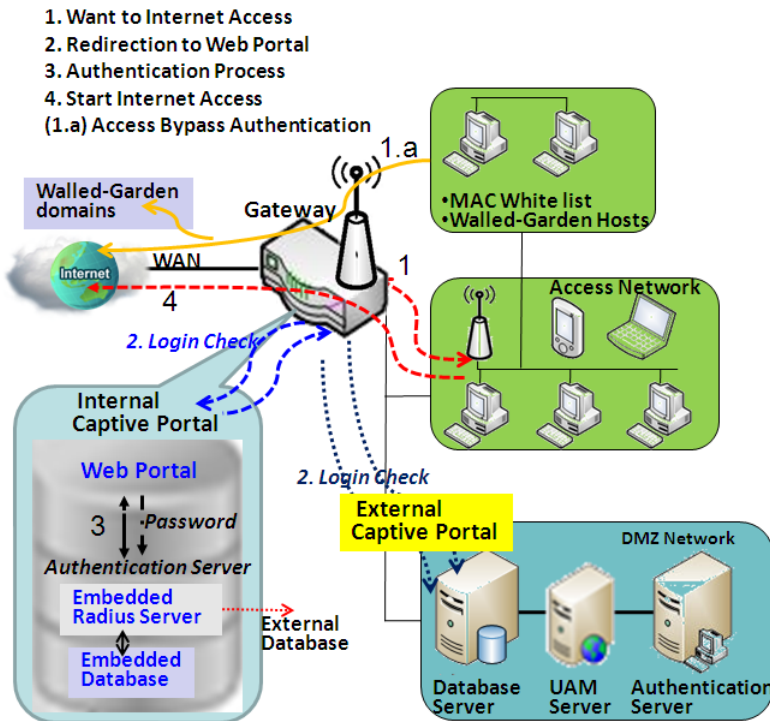 1. Want to Internet Access
2. Redirection to Web Portal
3. Authentication Process
4. Start Internet Access
(1.a) Access Bypass Authentication
1.a
Walled-Garden
domains
Gateway
•MAC White list
•Walled-Garden Hosts
Internet
WAN
1
4
Access Network
2. Login Check
Internal
Captive Portal
Web Portal
3
Password
Authentication Server
Embedded
Radius Server
External
Database
Embedded
Database
2. Login Check
External
Captive Portal
DMZ Network
Database
Server
UAM
Server
Authentication
Server